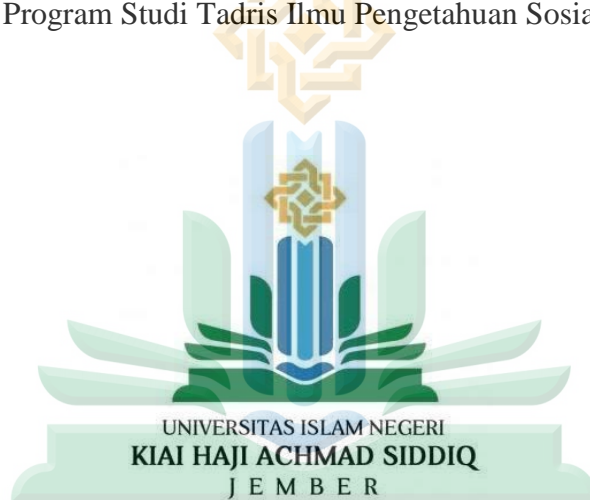 Program Studi Tadris Ilmu Pengetahuan Sosia
UNIVERSITAS ISLAM NEGERI
KIAI HAJI ACHMAD SIDDIQ
JEMBER